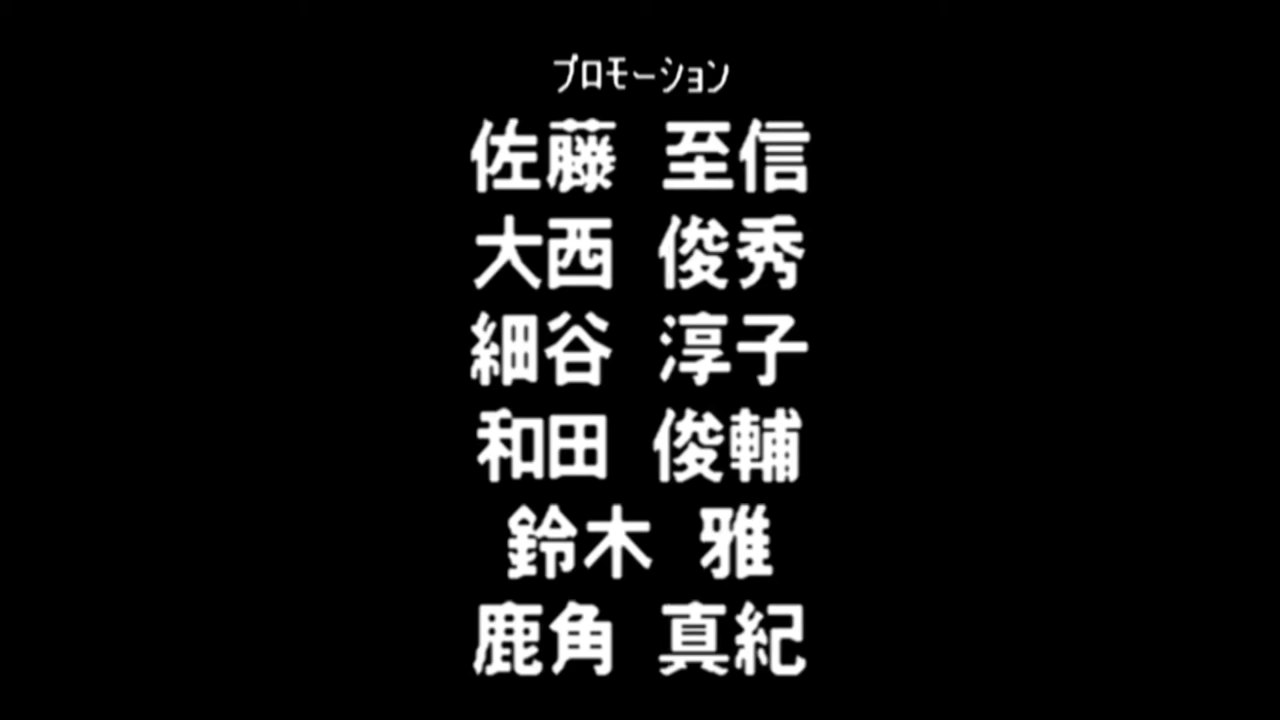 プロモーション
佐藤 至信
大西 俊秀
細谷 淳子
和田 俊輔
鈴木 雅
鹿角 真紀